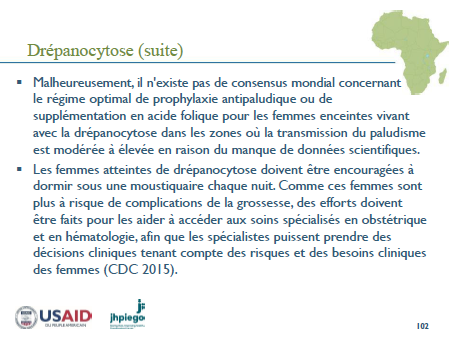 Drépanocytose (suite)
▪ Malheureusement, il n'existe pas de consensus mondial concernant
le régime optimal de prophylaxie antipaludique ou de
supplémentation en acide folique pour les femmes enceintes vivant
avec la drépanocytose dans les zones où la transmission du paludisme
est modérée à élevée en raison du manque de données scientifiques.
▪ Les femmes atteintes de drépanocytose doivent être encouragées à
dormir sous une moustiquaire chaque nuit. Comme ces femmes sont
plus à risque de complications de la grossesse, des efforts doivent
être faits pour les aider à accéder aux soins spécialisés en obstétrique
et en hématologie, afin que les spécialistes puissent prendre des
décisions cliniques tenant compte des risques et des besoins cliniques
des femmes (CDC 2015).
USAID
jhpiego
102